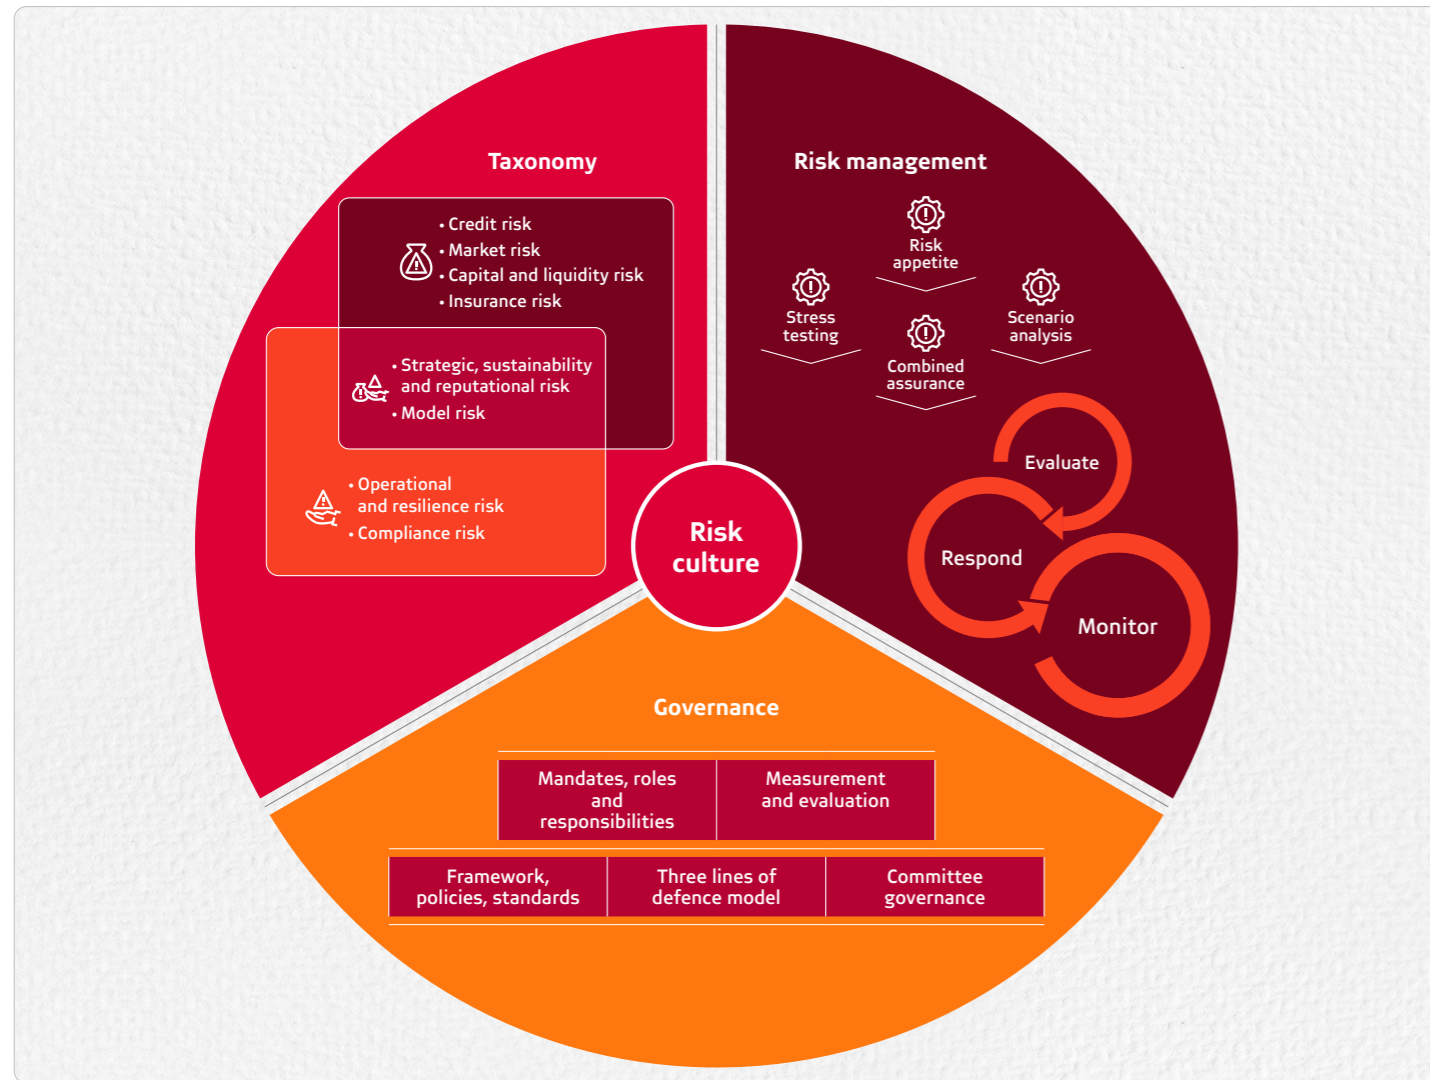 Taxonomy
• Credit risk
• Market risk
• Capital and liquidity risk
• Insurance risk
• Strategic, sustainability
and reputational risk
• Model risk
• Operational
and resilience risk
• Compliance risk
Risk management
Risk
appetite
Stress
testing
Scenario
analysis
Combined
assurance
Evaluate
Respond
Monitor
Risk
culture
Governance
Mandates, roles
and
responsibilities
Measurement
and evaluation
Framework,
policies, standards
Three lines of
defence model
Committee
governance